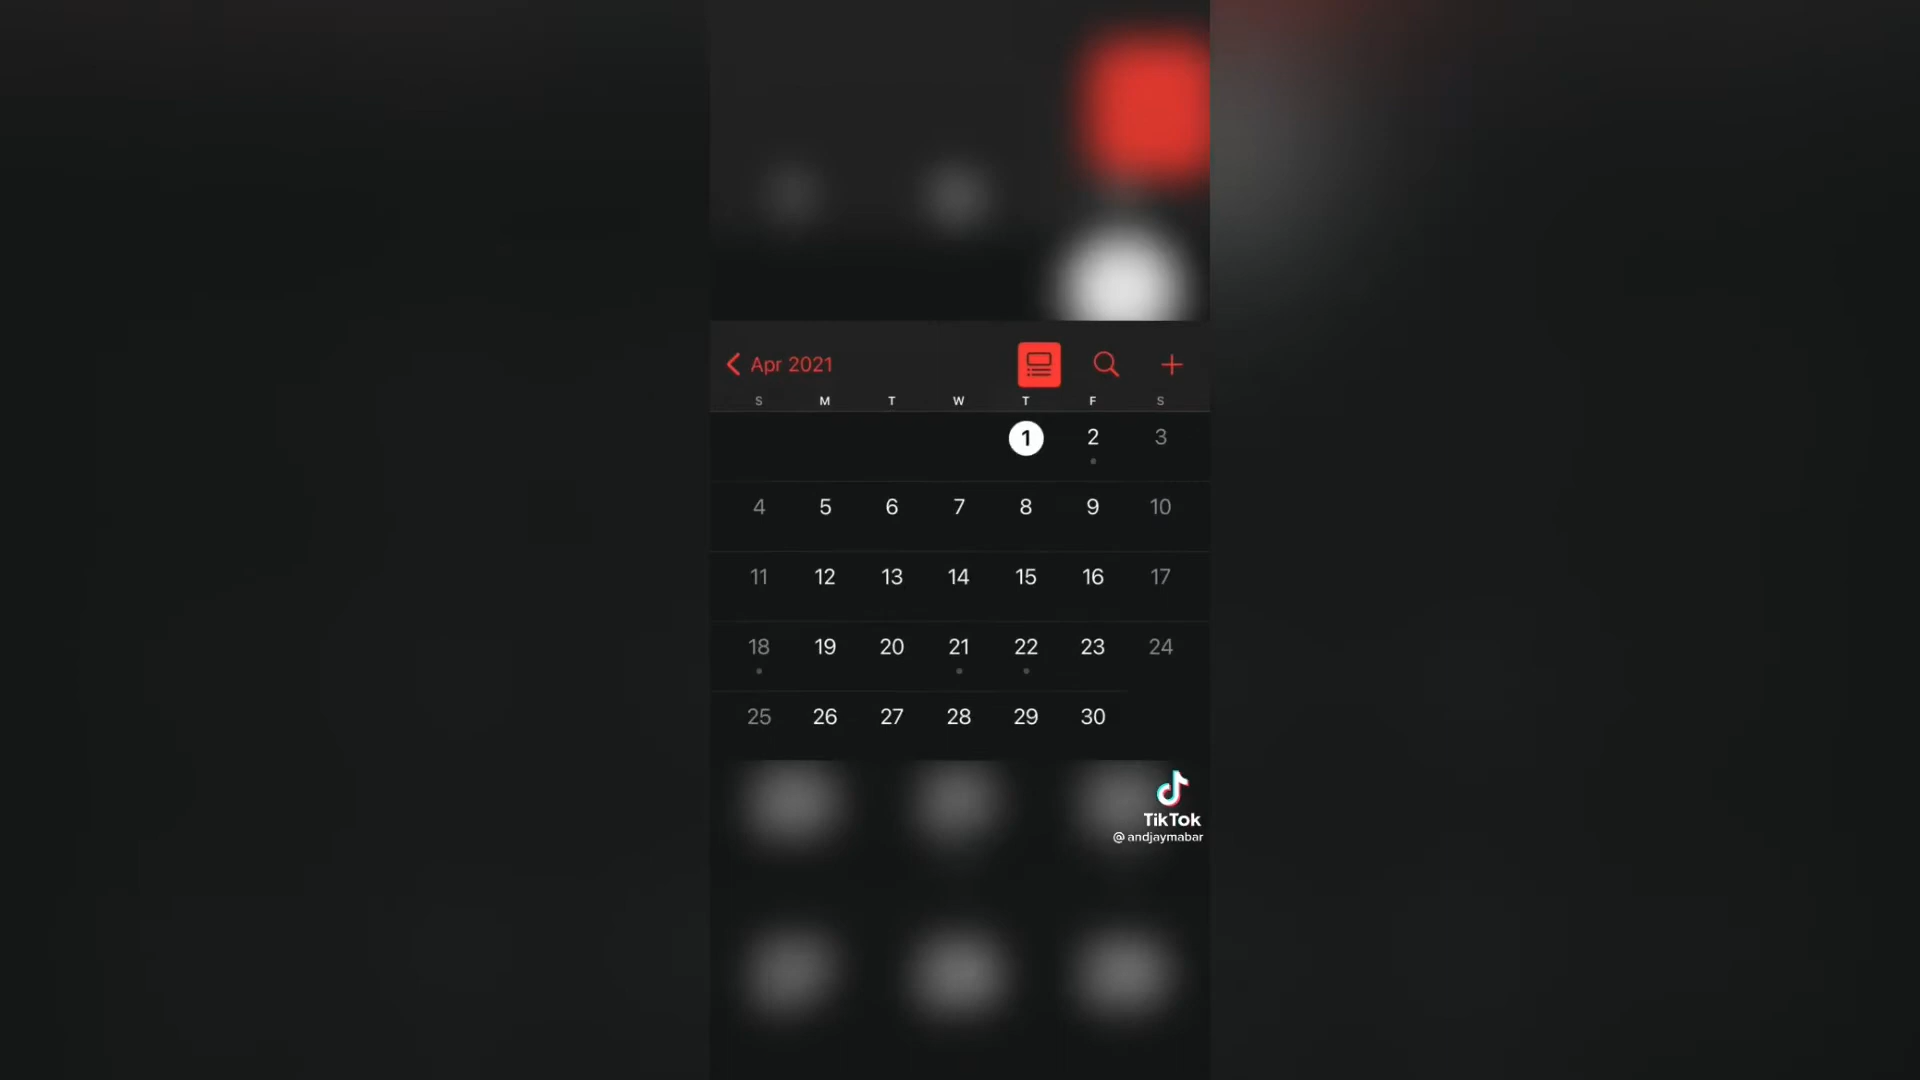 Apr 2021
S M T W T F S
1 2 3
4 5 6 7 8 9 10
11 12 13 14 15 16 17
18 19 20 21 22 23 24
25 26 27 28 29 30
TikTok
@andjaymabar